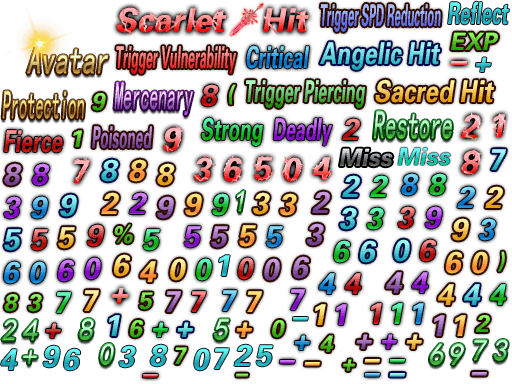 Scarlet Hit Trigger SPD Reduction Reflect
Avatar Trigger Vulnerability Critical Angelic Hit EXP
- +
Protection 9 Mercenary 8 ( Trigger Piercing Sacred Hit
Fierce 1 Poisoned 9 Strong Deadly 2 Restore 2 1
Miss Miss 8 7
8 8 7 8 8 8 3 6 5 0 4 2 2 8 8 2 2
3 9 9 2 2 9 9 9 1 3 3 2 3 3 3 9 9 3
5 5 5 9 % 5 5 5 5 5 3 6 6 0 6 6 0 )
6 0 6 0 6 4 0 0 1 0 0 6 4 4 4 4
8 3 7 7 + 5 7 7 7 7 7 - 1 1 1 1 1 1 1 2
2 4 + 8 1 6 + + 5 + 0 - + 4 + + + + + 6 9 7 3
4 + 9 6 0 3 8 7 0 7 2 5 - - = =